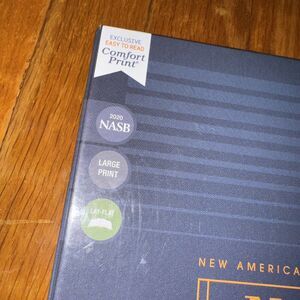 EXCLUSIVE
EASY TO READ
Comfort
Print®
2020
NASB
LARGE
PRINT
LAY-FLAT
NEW AMERICA